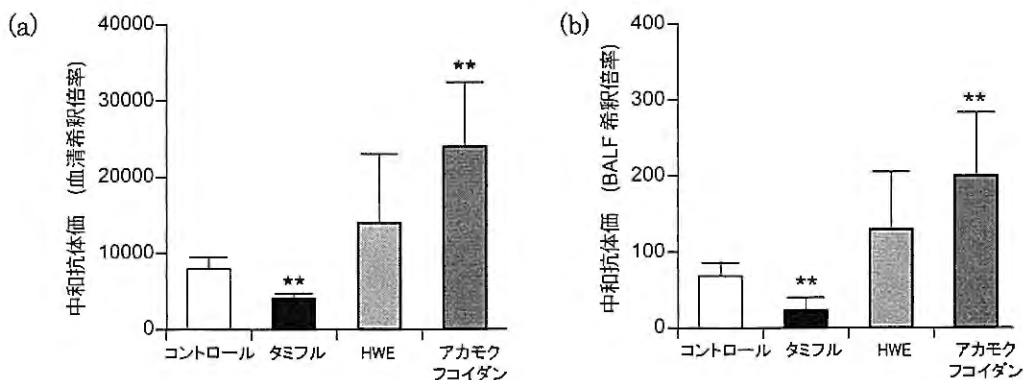 (a)
中和抗体価 (血清希釈倍率)
40000
30000
20000
10000
0
**
**
コントロール
タミフル
HWE
アカモク
フコイダン
(b)
中和抗体価 (BALF 希釈倍率)
400
300
200
100
0
**
**
コントロール
タミフル
HWE
アカモク
フコイダン